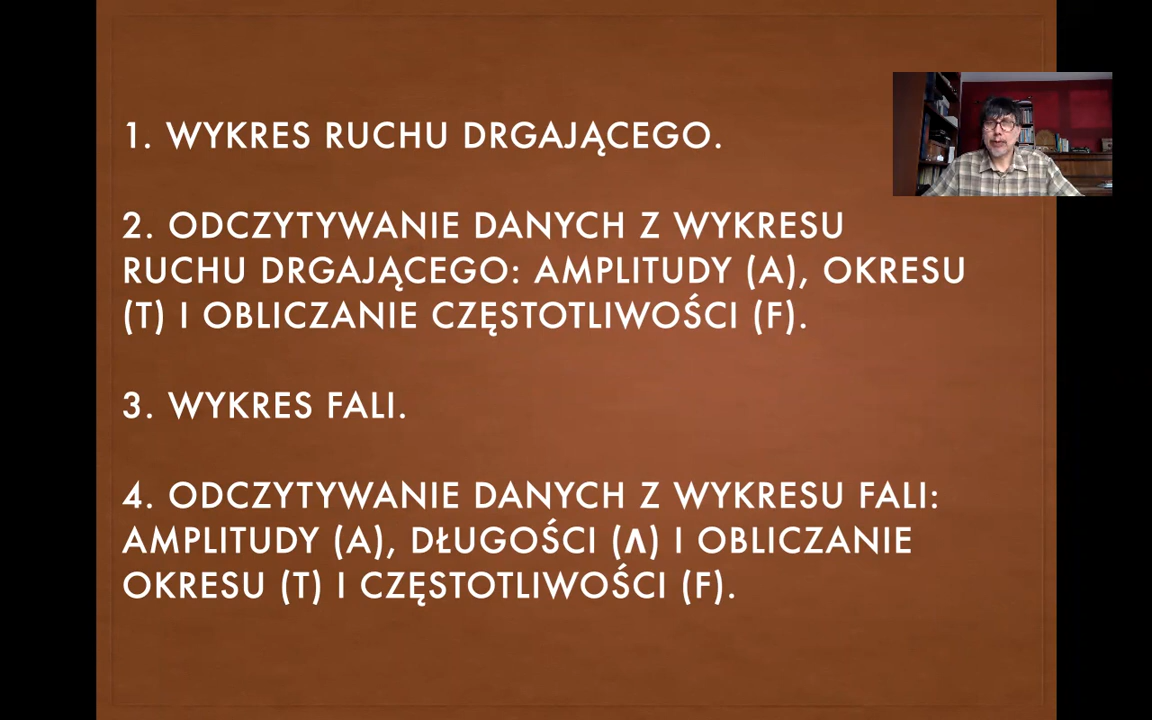 1. WYKRES RUCHU DRGAJĄCEGO.
2. ODCZYTYWANIE DANYCH Z WYKRESU
RUCHU DRGAJĄCEGO: AMPLITUDY (A), OKRESU
(T) I OBLICZANIE CZĘSTOTLIWOŚCI (F).
3. WYKRES FALI.
4. ODCZYTYWANIE DANYCH Z WYKRESU FALI:
AMPLITUDY (A), DŁUGOŚCI (Λ) I OBLICZANIE
OKRESU (T) I CZĘSTOTLIWOŚCI (F).